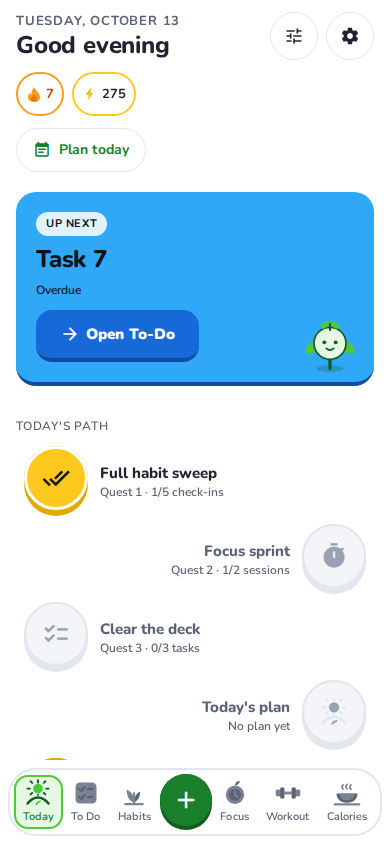 TUESDAY, OCTOBER 13
Good evening
7
275
Plan today
UP NEXT
Task 7
Overdue
Open To-Do
TODAY'S PATH
Full habit sweep
Quest 1 · 1/5 check-ins
Focus sprint
Quest 2 · 1/2 sessions
Clear the deck
Quest 3 · 0/3 tasks
Today's plan
No plan yet
Today
To Do
Habits
Focus
Workout
Calories